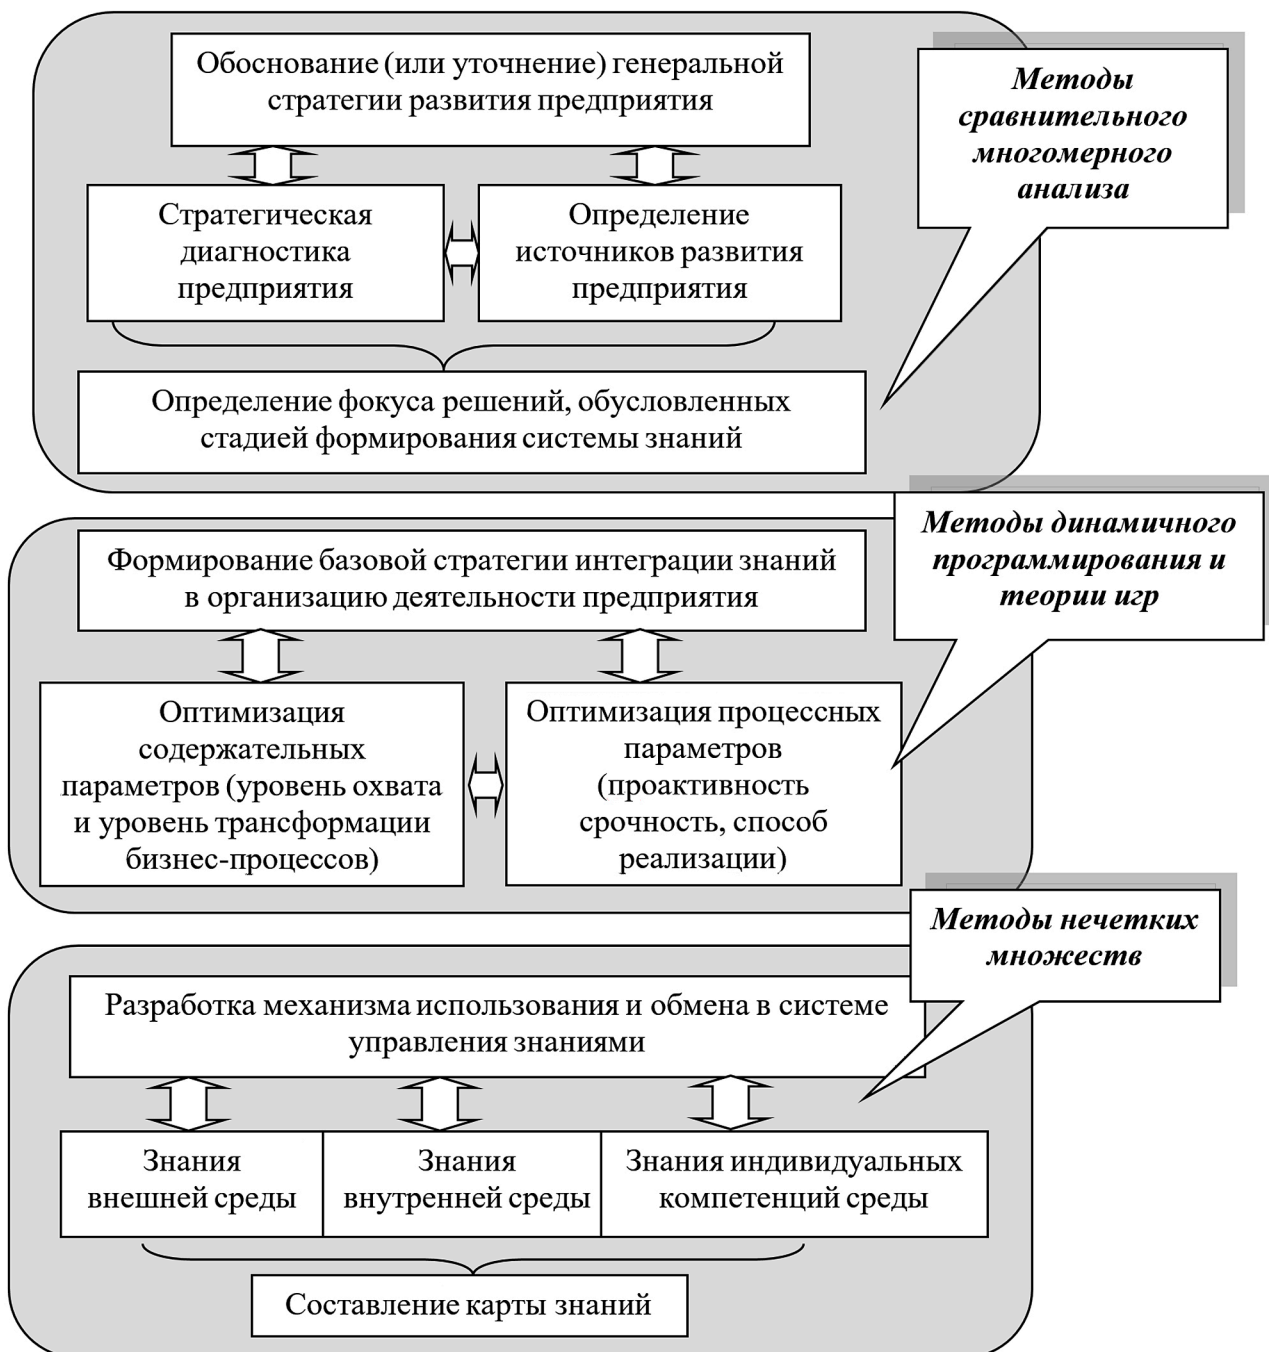 Обоснование (или уточнение) генеральной
стратегии развития предприятия
Методы
сравнительного
многомерного
анализа
Стратегическая
диагностика
предприятия
Определение
источников развития
предприятия
Определение фокуса решений, обусловленных
стадией формирования системы знаний
Методы динамичного
программирования и
теории игр
Формирование базовой стратегии интеграции знаний
в организацию деятельности предприятия
Оптимизация
содержательных
параметров (уровень охвата
и уровень трансформации
бизнес-процессов)
Оптимизация процессных
параметров
(проактивность
срочность, способ
реализации)
Методы нечетких
множеств
Разработка механизма использования и обмена в системе
управления знаниями
Знания
внешней среды
Знания
внутренней среды
Знания индивидуальных
компетенций среды
Составление карты знаний